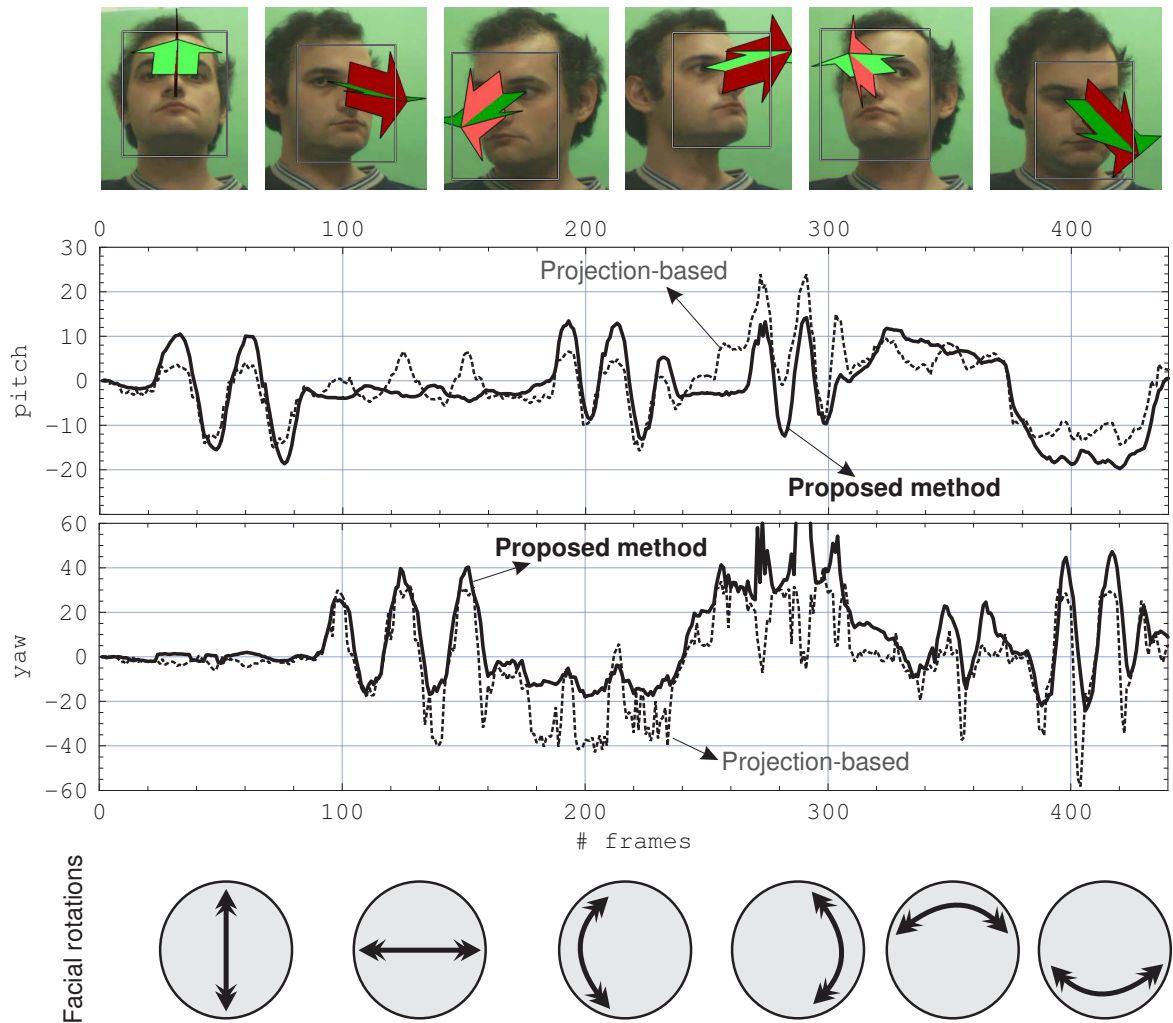 0 100 200 300 400
30
20
10
0
-10
-20
pitch
Projection-based
Proposed method
60
40
20
0
-20
-40
-60
yaw
Proposed method
Projection-based
0 100 200 300 400
# frames
Facial rotations